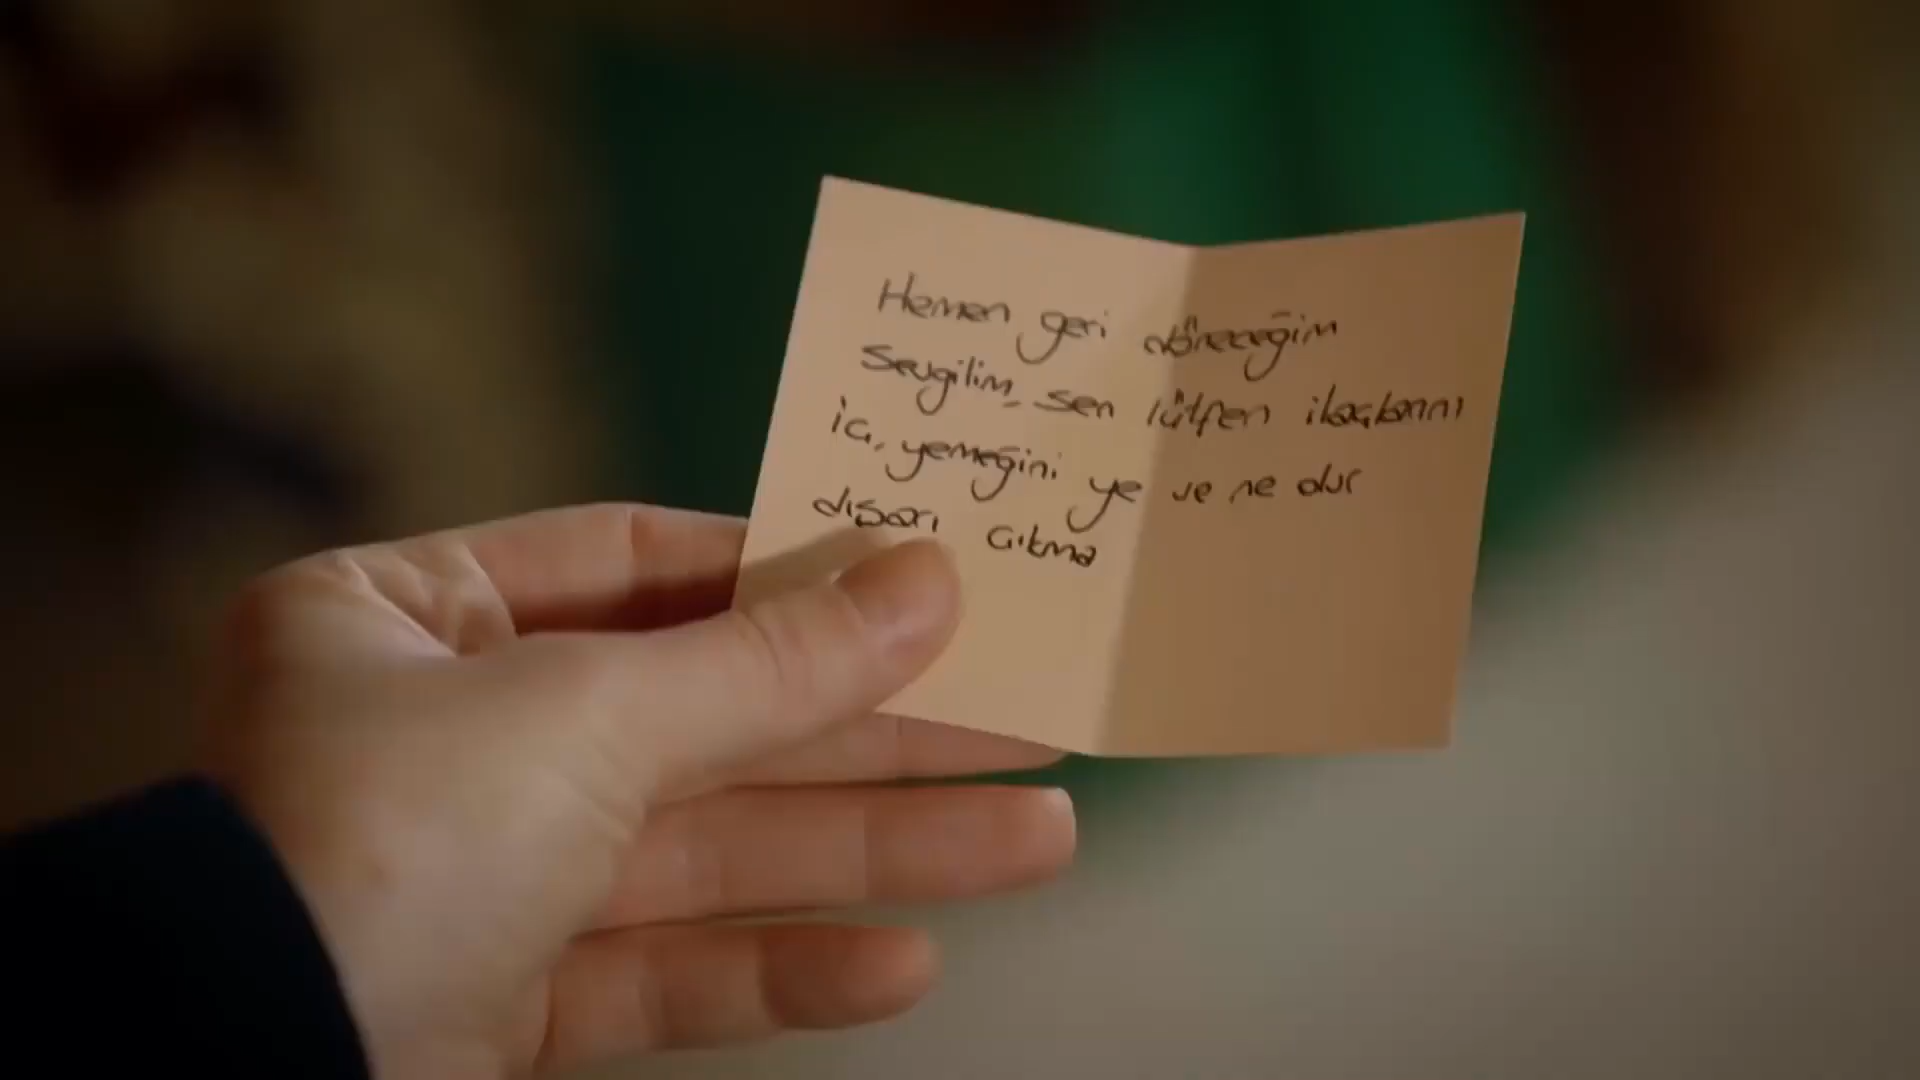 Hemen geri döneceğim
Sevgilim, sen lütfen ilaçlarını
iç, yemeğini ye ve ne olur
dışarı çıkma